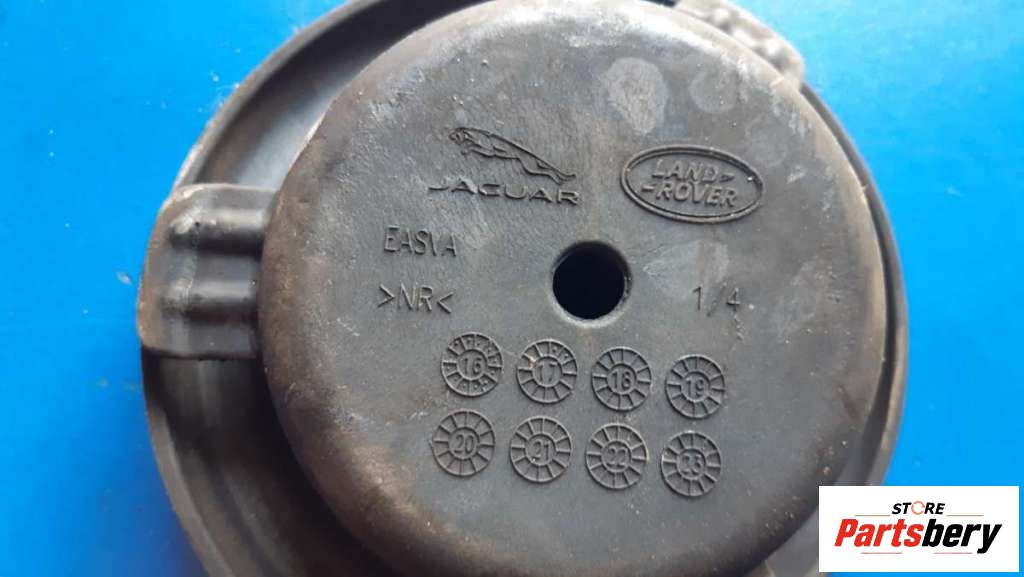 JAGUAR
LAND ROVER
EASVA
>NR<
1/4
16 17 18 19
20 21 22 23
STORE
Partsbery